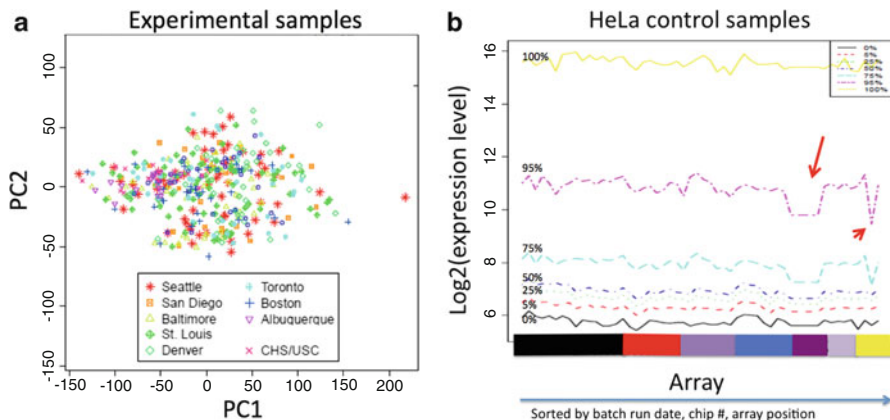 a
Experimental samples
PC2
100
50
0
-50
-100
-150
Seattle
San Diego
Baltimore
St. Louis
Denver
Toronto
Boston
Albuquerque
CHS/USC
-150
-100
-50
0
50
100
150
200
PC1
b
HeLa control samples
Log2(expression level)
16
14
12
10
8
6
100%
95%
75%
50%
25%
5%
0%
0%
5%
25%
50%
75%
95%
100%
Array
Sorted by batch run date, chip #, array position